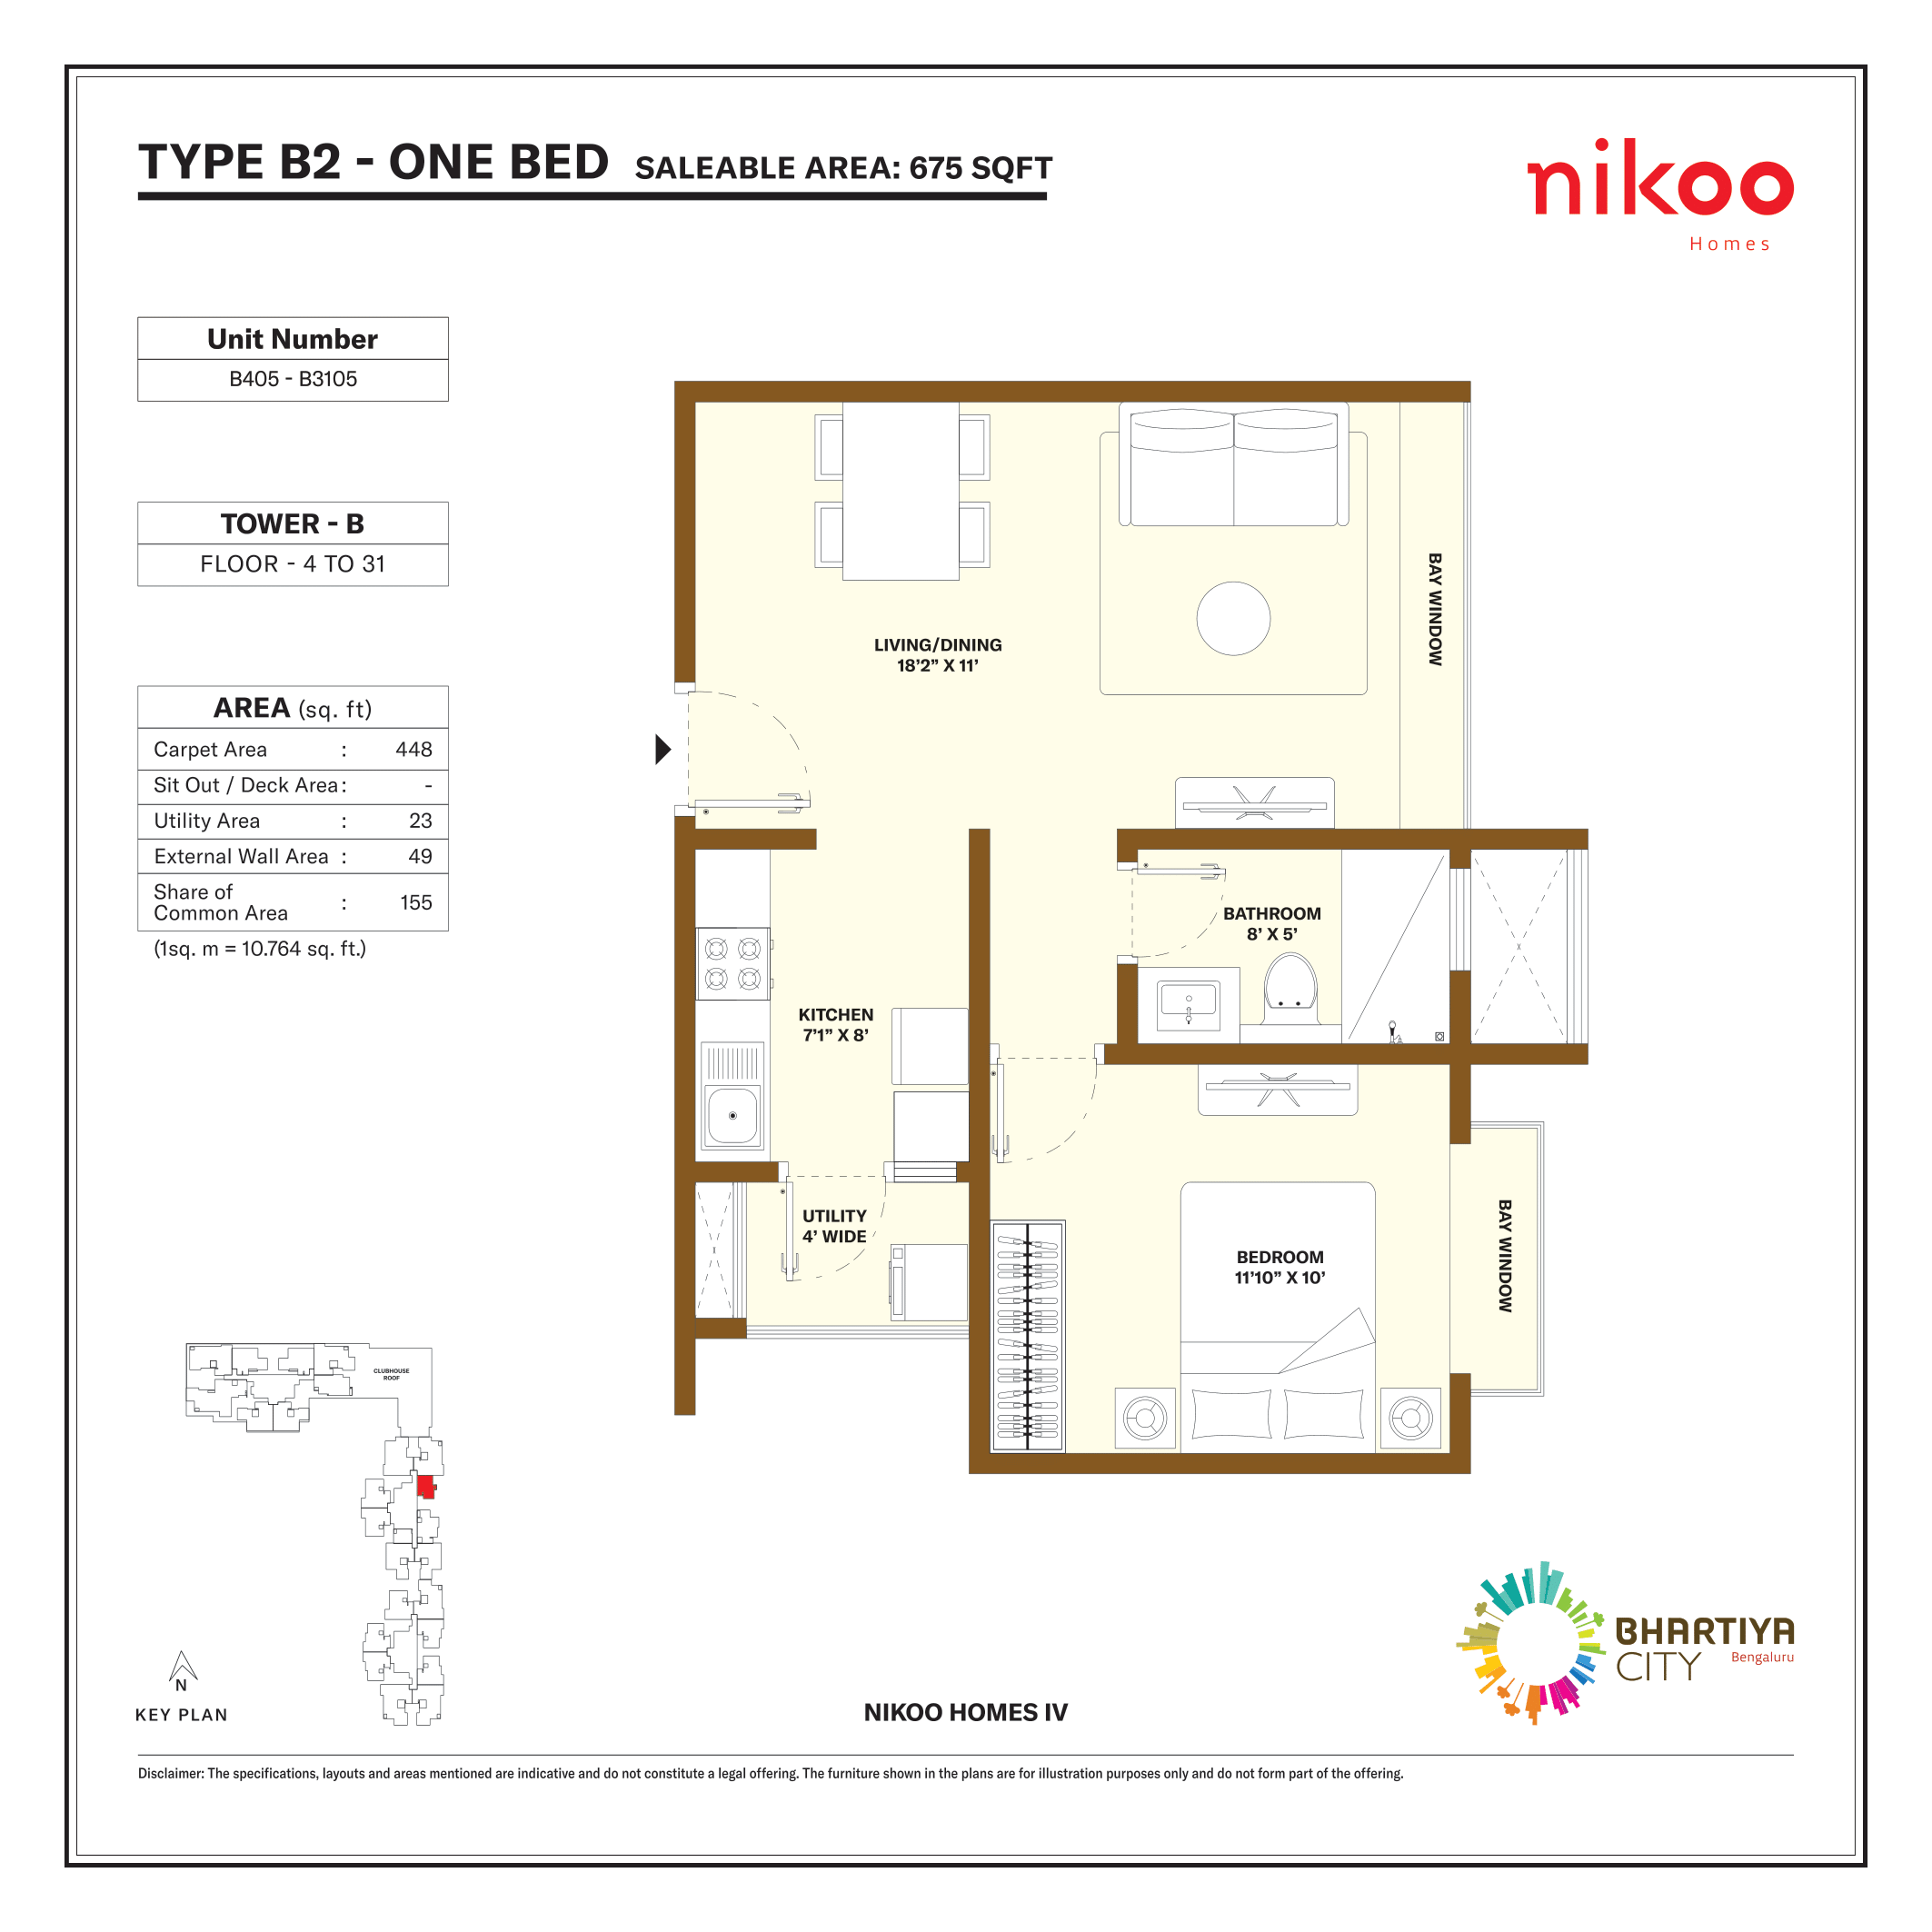 TYPE B2 - ONE BED SALEABLE AREA: 675 SQFT
nikoo
Homes
Unit Number
B405 - B3105
TOWER - B
FLOOR - 4 TO 31
AREA (sq. ft)
Carpet Area : 448
Sit Out / Deck Area : -
Utility Area : 23
External Wall Area : 49
Share of
Common Area : 155
(1sq. m = 10.764 sq. ft.)
LIVING/DINING
18’2” X 11’
BAY WINDOW
BATHROOM
8’ X 5’
KITCHEN
7’1” X 8’
UTILITY
4’ WIDE
BEDROOM
11’10” X 10’
BAY WINDOW
CLUBHOUSE
ROOF
N
KEY PLAN
NIKOO HOMES IV
BHARTIYA
CITY Bengaluru
Disclaimer: The specifications, layouts and areas mentioned are indicative and do not constitute a legal offering. The furniture shown in the plans are for illustration purposes only and do not form part of the offering.